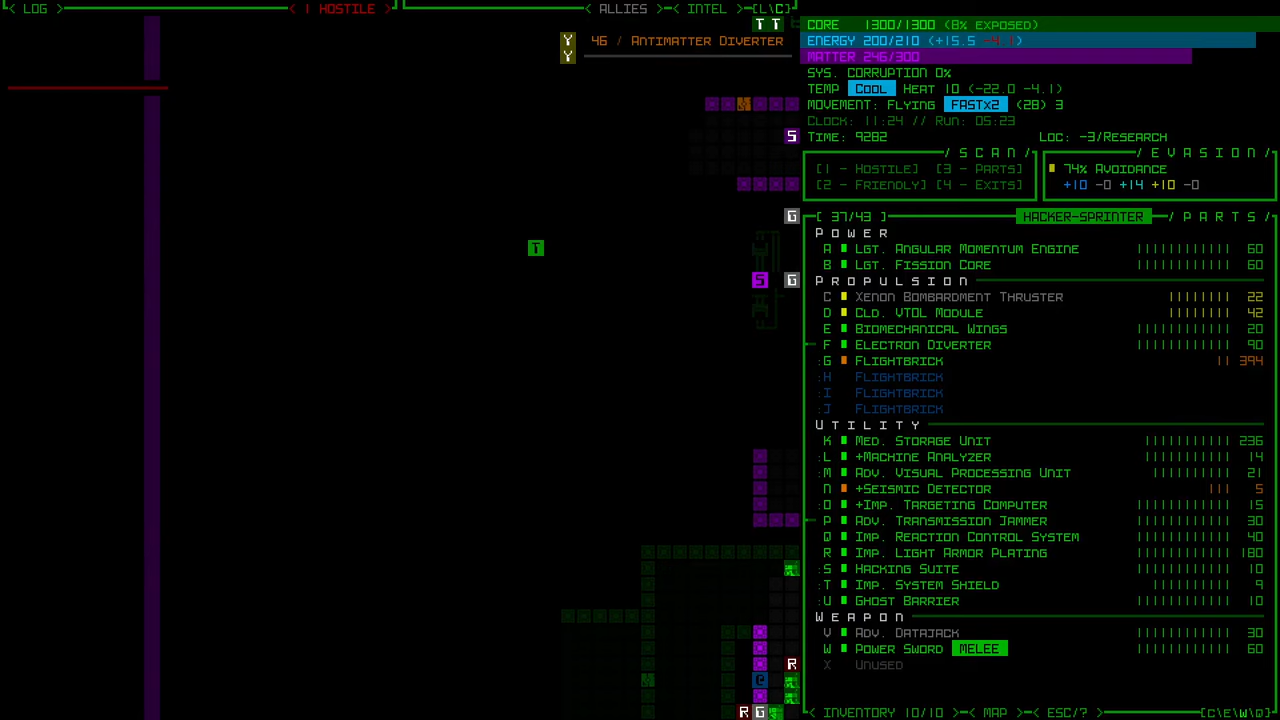 < LOG > / 1 HOSTILE / < ALLIES > < INTEL > [L\C]
T T
Y 46 / ANTIMATTER DIVERTER
Y
S
G
T
S G
R
C
R G
CORE 1300/1300 (8% EXPOSED)
ENERGY 200/210 (+15.5 -4.1)
MATTER 246/300
SYS. CORRUPTION 0%
TEMP COOL HEAT 10 (-22.0 -4.1)
MOVEMENT: FLYING FASTx2 (28) 3
CLOCK: 11:24 // RUN: 05:23
TIME: 9282 LOC: -3/RESEARCH
/ SCAN /
[1 - HOSTILE] [3 - PARTS]
[2 - FRIENDLY] [4 - EXITS]
/ EVASION /
74% AVOIDANCE
+10 -0 +14 +10 -0
[ 37/43 ] HACKER-SPRINTER / PARTS /
POWER
A LGT. ANGULAR MOMENTUM ENGINE 60
B LGT. FISSION CORE 60
PROPULSION
C XENON BOMBARDMENT THRUSTER 22
D CLD. VTOL MODULE 42
E BIOMECHANICAL WINGS 20
F ELECTRON DIVERTER 90
:G FLIGHTBRICK 394
:H FLIGHTBRICK
:I FLIGHTBRICK
:J FLIGHTBRICK
UTILITY
K MED. STORAGE UNIT 236
:L +MACHINE ANALYZER 14
:M ADV. VISUAL PROCESSING UNIT 21
N +SEISMIC DETECTOR 5
:O +IMP. TARGETING COMPUTER 15
P ADV. TRANSMISSION JAMMER 30
Q IMP. REACTION CONTROL SYSTEM 40
R IMP. LIGHT ARMOR PLATING 180
:S HACKING SUITE 10
:T IMP. SYSTEM SHIELD 9
:U GHOST BARRIER 10
WEAPON
V ADV. DATAJACK 30
W POWER SWORD MELEE 60
X UNUSED
< INVENTORY 10/10 > < MAP > < ESC/? > [C\E\W\Q]